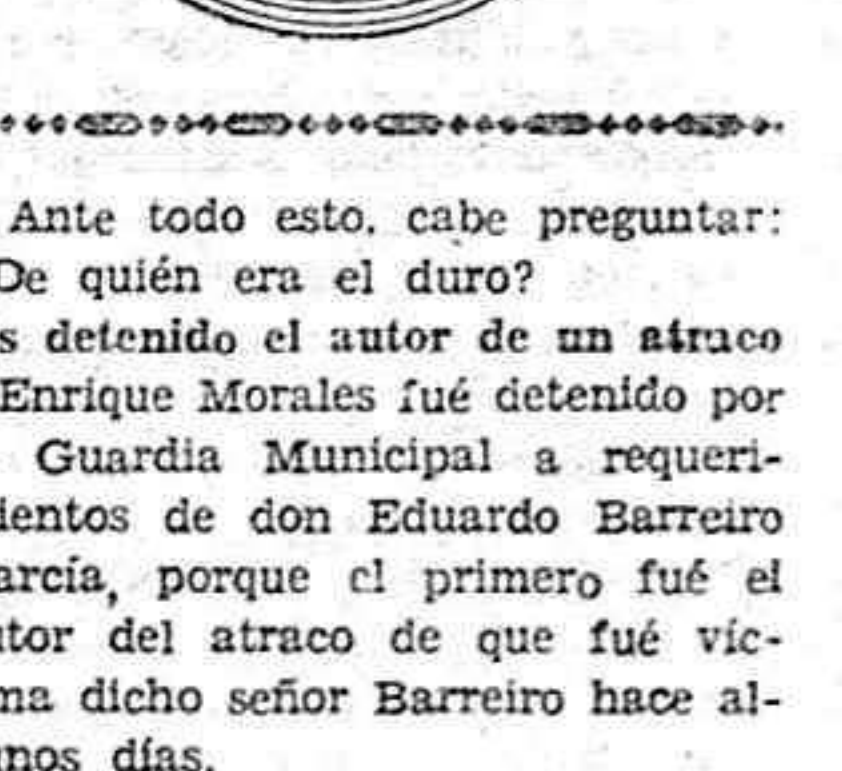 Ante todo esto. cabe preguntar:
De quién era el duro?
s detenido el autor de un atraco
Enrique Morales fué detenido por
Guardia Municipal a requeri-
ientos de don Eduardo Barreiro
arcía, porque el primero fué el
utor del atraco de que fué víc-
ma dicho señor Barreiro hace al-
unos días.